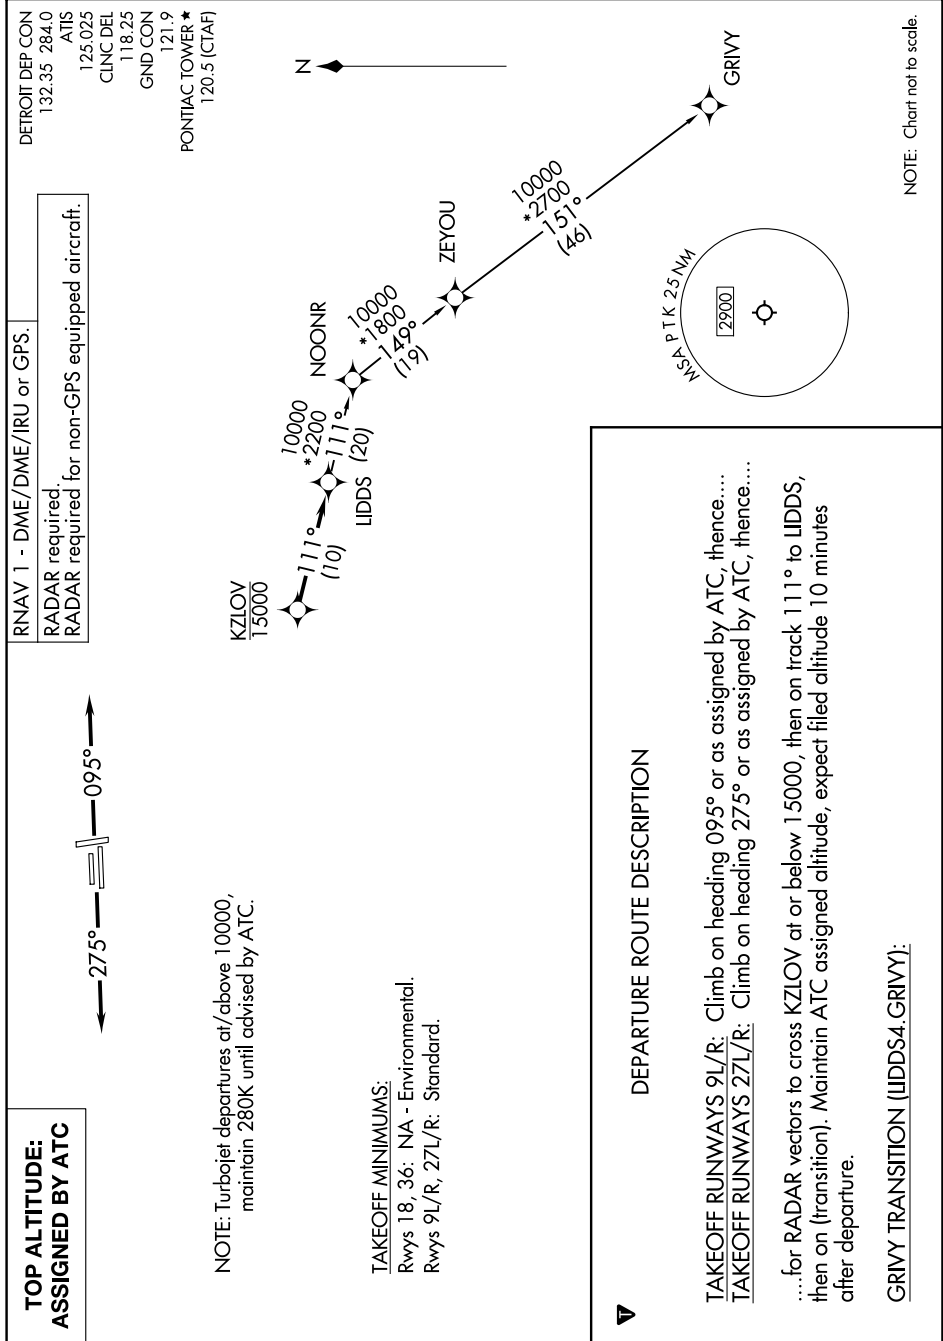 TOP ALTITUDE:
ASSIGNED BY ATC
275°
095°
RNAV 1 - DME/DME/IRU or GPS.
RADAR required.
RADAR required for non-GPS equipped aircraft.
DETROIT DEP CON
132.35 284.0
ATIS
125.025
CLNC DEL
118.25
GND CON
121.9
PONTIAC TOWER ★
120.5 (CTAF)
NOTE: Turbojet departures at/above 10000,
maintain 280K until advised by ATC.
N
KZLOV
15000
111°
(10)
LIDDS
10000
*2200
111°
(20)
NOONR
10000
*1800
149°
(19)
ZEYOU
10000
*2700
151°
(46)
GRIVY
TAKEOFF MINIMUMS:
Rwys 18, 36: NA - Environmental.
Rwys 9L/R, 27L/R: Standard.
MSA PTK 25 NM
2900
NOTE: Chart not to scale.
T
DEPARTURE ROUTE DESCRIPTION
TAKEOFF RUNWAYS 9L/R: Climb on heading 095° or as assigned by ATC, thence....
TAKEOFF RUNWAYS 27L/R: Climb on heading 275° or as assigned by ATC, thence....
....for RADAR vectors to cross KZLOV at or below 15000, then on track 111° to LIDDS,
then on (transition). Maintain ATC assigned altitude, expect filed altitude 10 minutes
after departure.
GRIVY TRANSITION (LIDDS4.GRIVY):